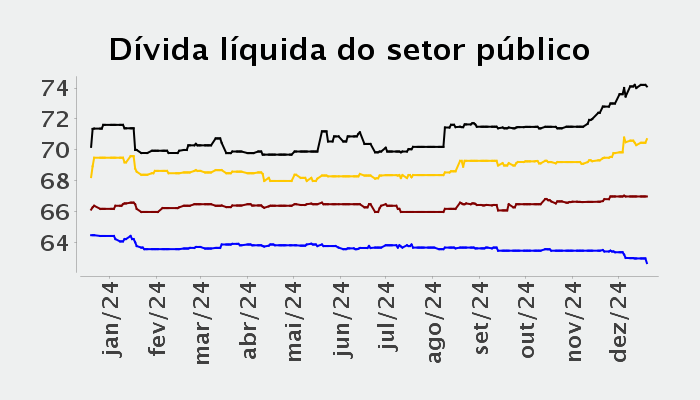 Dívida líquida do setor público
74
72
70
68
66
64
jan/24
fev/24
mar/24
abr/24
mai/24
jun/24
jul/24
ago/24
set/24
out/24
nov/24
dez/24